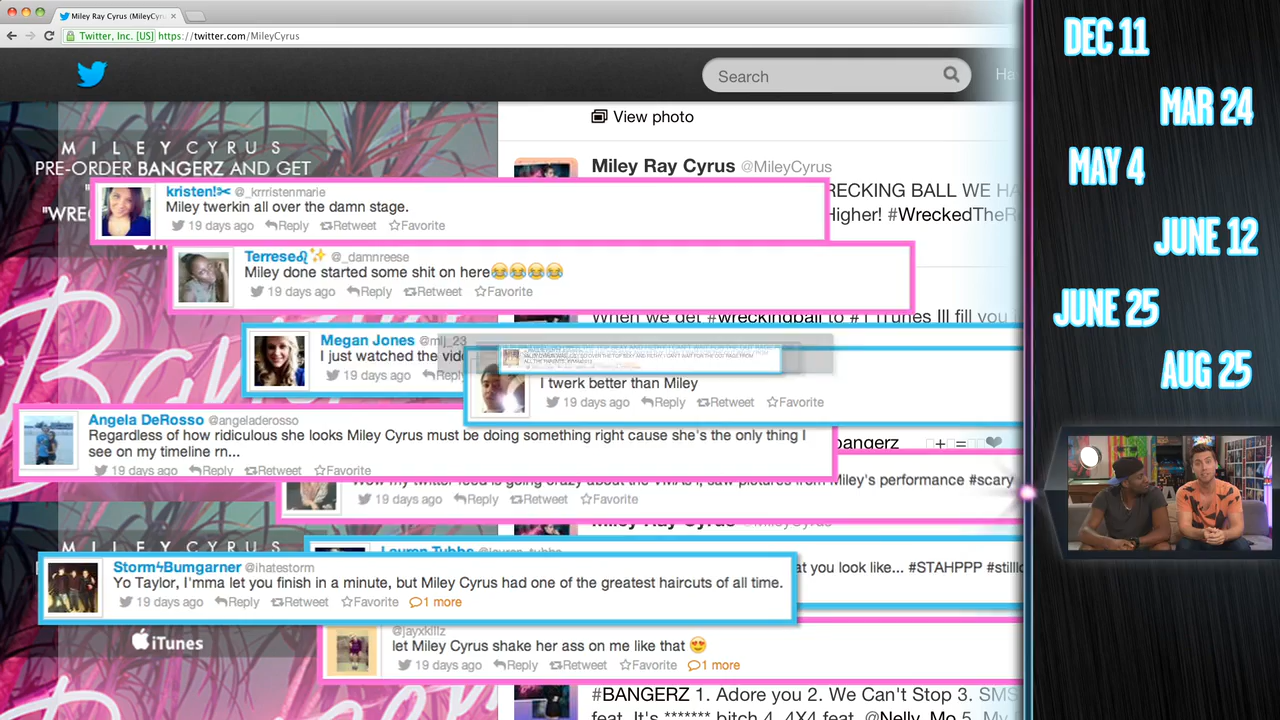 Miley Ray Cyrus (MileyCyru
Twitter, Inc. [US] https://twitter.com/MileyCyrus
Search
Ha
DEC 11
MAR 24
MAY 4
JUNE 12
JUNE 25
AUG 25
View photo
MILEY CYRUS
PRE-ORDER BANGERZ AND GET
"WREC
Miley Ray Cyrus @MileyCyrus
RECKING BALL WE HA
Higher! #WreckedTheR
kristen!✂ @_krrristenmarie
Miley twerkin all over the damn stage.
19 days ago Reply Retweet Favorite
Terrese♌✨ @_damnreese
Miley done started some shit on here😂😂😂😂
19 days ago Reply Retweet Favorite
When we get #wreckingball to #1 iTunes Ill fill you
Megan Jones @mlj_23
I just watched the vide
19 days ago Reply
I twerk better than Miley
19 days ago Reply Retweet Favorite
Angela DeRosso @angeladerosso
Regardless of how ridiculous she looks Miley Cyrus must be doing something right cause she's the only thing I
see on my timeline rn...
19 days ago Reply Retweet Favorite
bangerz + = ❤
Wow my twitter feed is going crazy about the VMAs I saw pictures from Miley's performance #scary
19 days ago Reply Retweet Favorite
Miley Ray Cyrus @MileyCyrus
MILEY CYRUS
Lauren Tubbs @lauren_tubbs
at you look like... #STAHPPP #stillo
StormϟBumgarner @ihatestorm
Yo Taylor, I'mma let you finish in a minute, but Miley Cyrus had one of the greatest haircuts of all time.
19 days ago Reply Retweet Favorite 1 more
iTunes
@jayxkillz
let Miley Cyrus shake her ass on me like that 😍
19 days ago Reply Retweet Favorite 1 more
#BANGERZ 1. Adore you 2. We Can't Stop 3. SMS
feat. It's ******* bitch 4. 4X4 feat. @Nelly_Mo 5. My